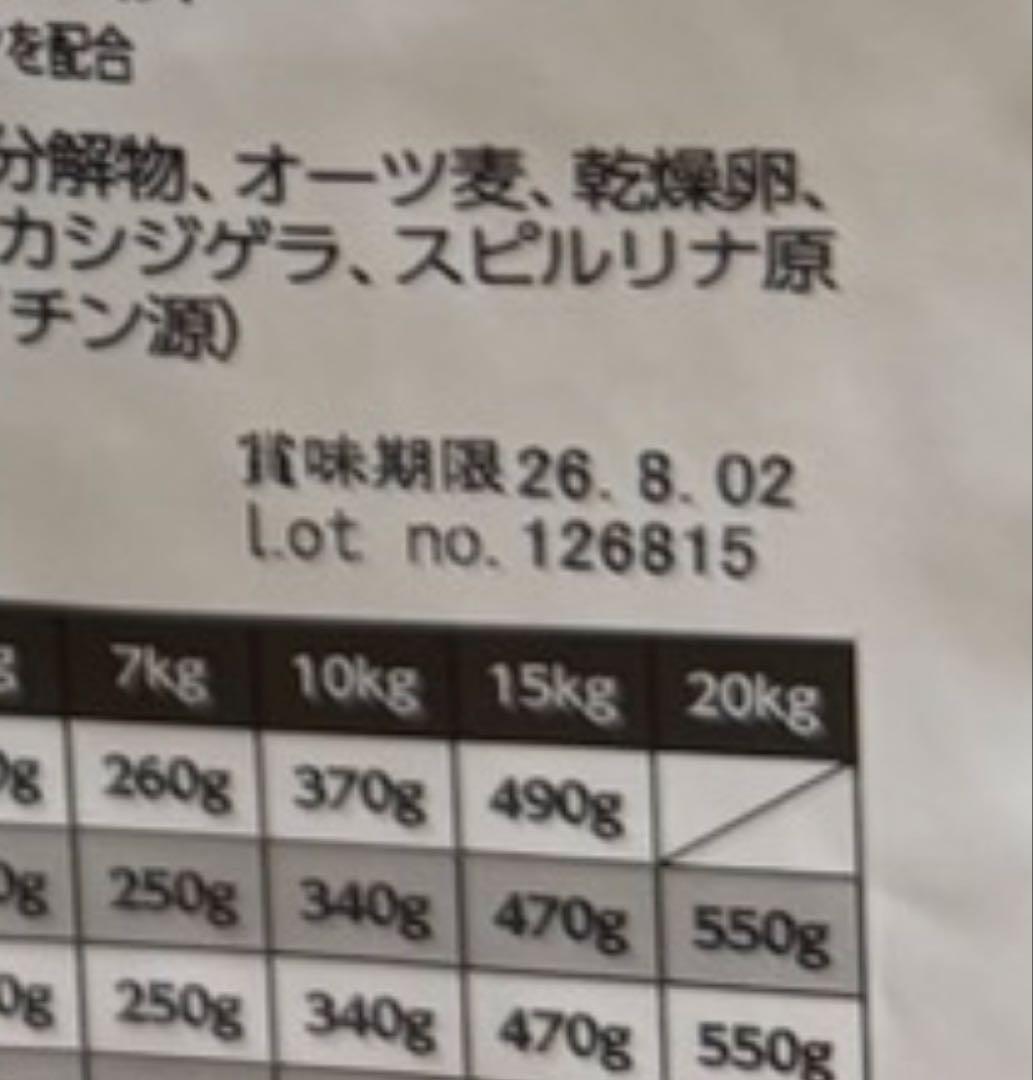 を配合
分解物、オーツ麦、乾燥卵、
カシジゲラ、スピルリナ原
チン源)
賞味期限26.8.02
Lot no.126815
7kg 10kg 15kg 20kg
260g 370g 490g
250g 340g 470g 550g
250g 340g 470g 550g